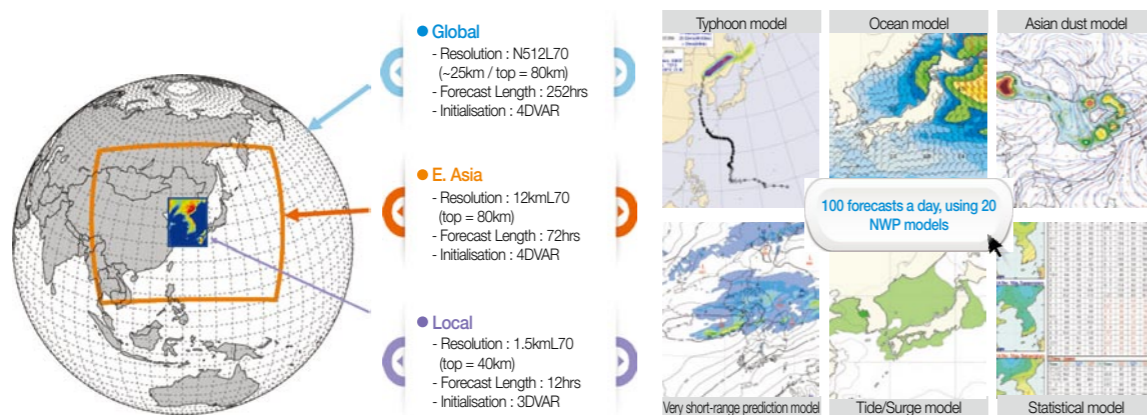 Global
- Resolution : N512L70
(~25km / top = 80km)
- Forecast Length : 252hrs
- Initialisation : 4DVAR
E. Asia
- Resolution : 12kmL70
(top = 80km)
- Forecast Length : 72hrs
- Initialisation : 4DVAR
Local
- Resolution : 1.5kmL70
(top = 40km)
- Forecast Length : 12hrs
- Initialisation : 3DVAR
Typhoon model
Ocean model
Asian dust model
100 forecasts a day, using 20
NWP models
Very short-range prediction model
Tide/Surge model
Statistical model